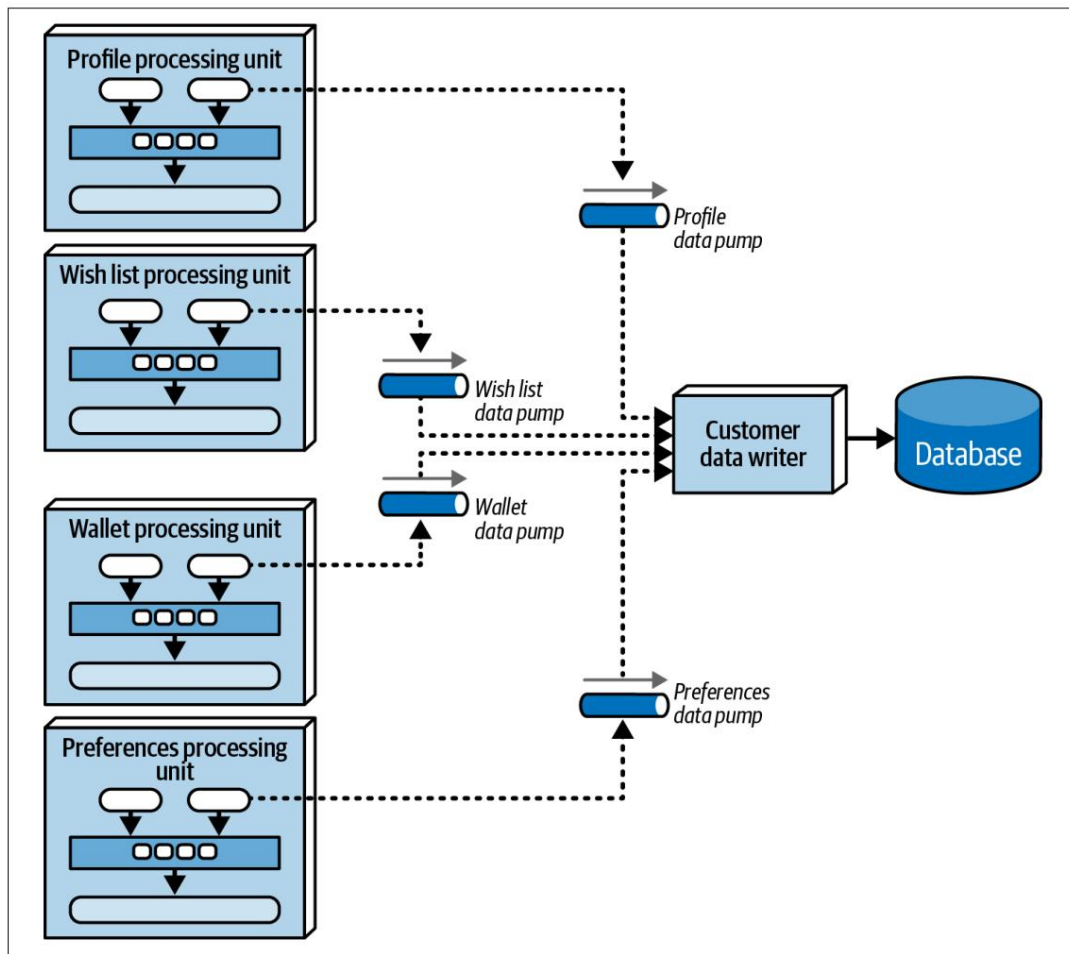 Profile processing unit
Profile
data pump
Wish list processing unit
Wish list
data pump
Customer
data writer
Database
Wallet
data pump
Wallet processing unit
Preferences
data pump
Preferences processing
unit